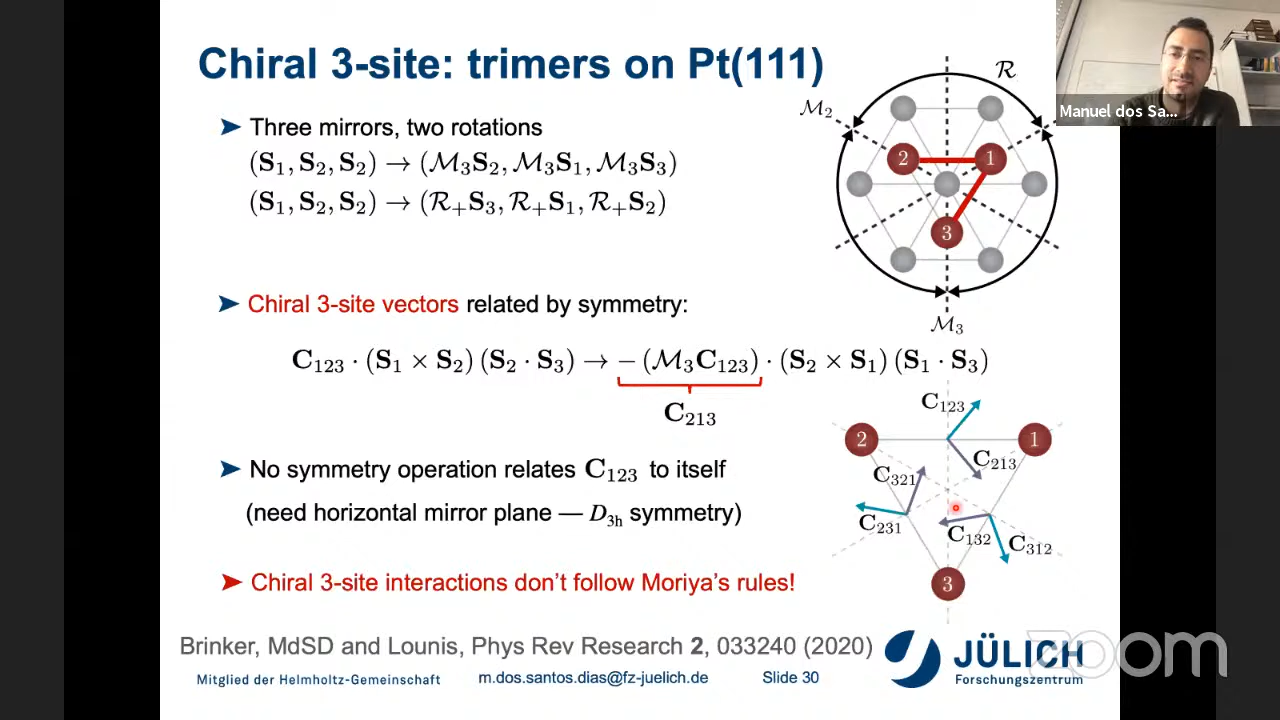 Chiral 3-site: trimers on Pt(111)
➤ Three mirrors, two rotations
(S₁, S₂, S₂) → (ℳ₃S₂, ℳ₃S₁, ℳ₃S₃)
(S₁, S₂, S₂) → (ℛ₊S₃, ℛ₊S₁, ℛ₊S₂)
ℛ
ℳ₂
2
1
3
ℳ₃
Manuel dos Sa...
➤ Chiral 3-site vectors related by symmetry:
C₁₂₃ · (S₁ × S₂) (S₂ · S₃) → − (ℳ₃C₁₂₃) · (S₂ × S₁) (S₁ · S₃)
C₂₁₃
➤ No symmetry operation relates C₁₂₃ to itself
(need horizontal mirror plane — D₃ₕ symmetry)
➤ Chiral 3-site interactions don't follow Moriya's rules!
C₁₂₃
2
1
C₂₁₃
C₃₂₁
C₂₃₁
C₁₃₂
C₃₁₂
3
Brinker, MdSD and Lounis, Phys Rev Research 2, 033240 (2020)
Mitglied der Helmholtz-Gemeinschaft
m.dos.santos.dias@fz-juelich.de
Slide 30
JÜLICH
Forschungszentrum
zoom